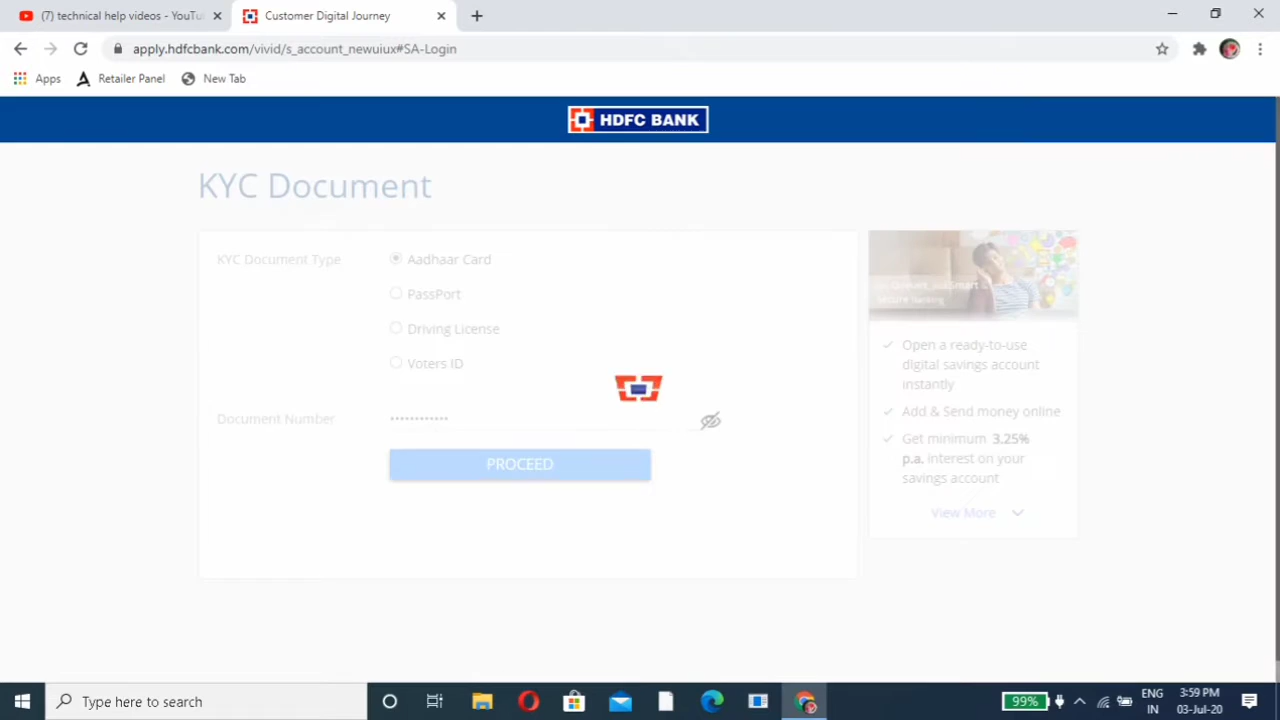 (7) technical help videos - YouTu
Customer Digital Journey
apply.hdfcbank.com/vivid/s_account_newuiux#SA-Login
Apps
Retailer Panel
New Tab
HDFC BANK
KYC Document
KYC Document Type
Aadhaar Card
PassPort
Driving License
Voters ID
Document Number
••••••••••••
PROCEED
Secure Banking
Open a ready-to-use
digital savings account
instantly
Add & Send money online
Get minimum 3.25%
p.a. interest on your
savings account
View More
Type here to search
99%
ENG
IN
3:59 PM
03-Jul-20